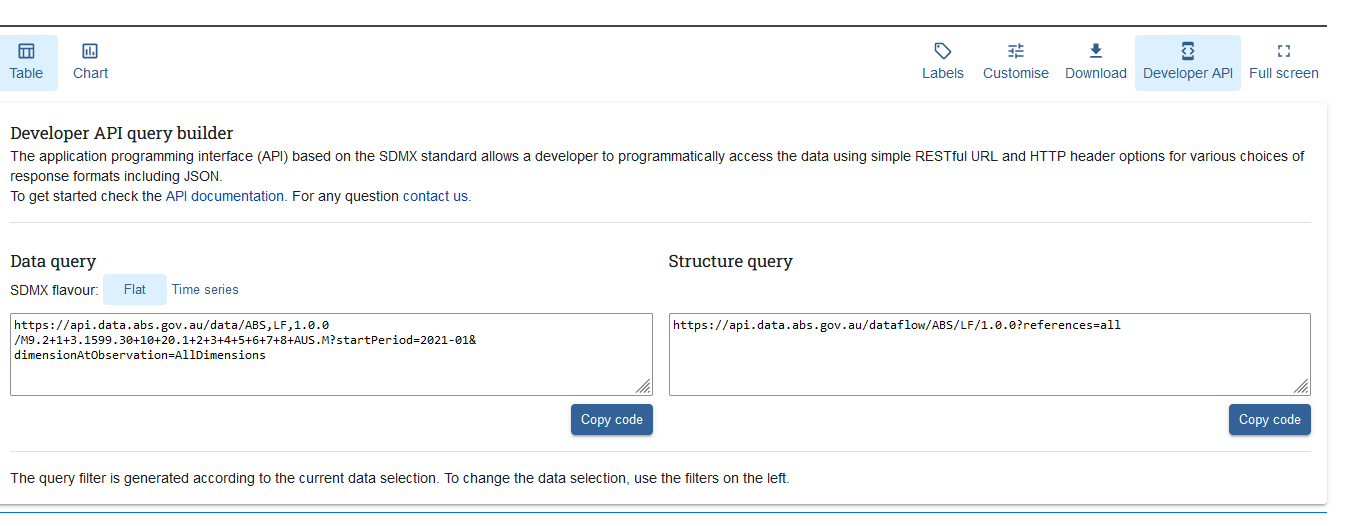 Table
Chart
Labels
Customise
Download
Developer API
Full screen
Developer API query builder
The application programming interface (API) based on the SDMX standard allows a developer to programmatically access the data using simple RESTful URL and HTTP header options for various choices of
response formats including JSON.
To get started check the API documentation. For any question contact us.
Data query
SDMX flavour: Flat Time series
https://api.data.abs.gov.au/data/ABS,LF,1.0.0
/M9.2+1+3.1599.30+10+20.1+2+3+4+5+6+7+8+AUS.M?startPeriod=2021-01&
dimensionAtObservation=AllDimensions
Copy code
Structure query
https://api.data.abs.gov.au/dataflow/ABS/LF/1.0.0?references=all
Copy code
The query filter is generated according to the current data selection. To change the data selection, use the filters on the left.